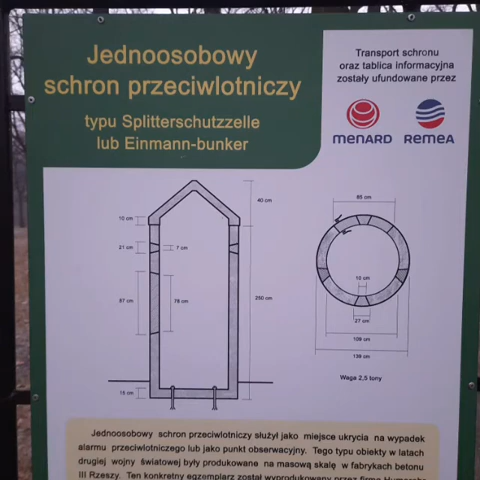 Jednoosobowy
schron przeciwlotniczy
typu Splitterschutzzelle
lub Einmann-bunker
Transport schronu
oraz tablica informacyjna
zostały ufundowane przez
menARD
RemeA
10 cm
21 cm
7 cm
87 cm
78 cm
18 cm
40 cm
250 cm
85 cm
10 cm
27 cm
109 cm
139 cm
Waga 2,5 tony
Jednoosobowy schron przeciwlotniczy służył jako miejsce ukrycia na wypadek
alarmu przeciwlotniczego lub jako punkt obserwacyjny. Tego typu obiekty w latach
drugiej wojny światowej były produkowane na masową skalę w fabrykach betonu
III Rzeszy. Ten konkretny egzemplarz został wyprodukowany przez firmę